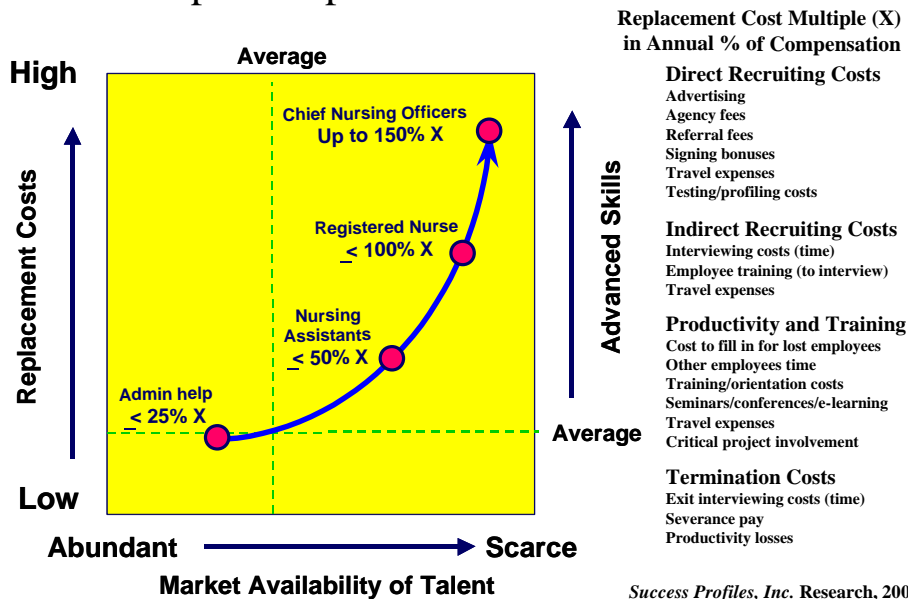 Average
High
Replacement Costs
Low
Chief Nursing Officers
Up to 150% X
Registered Nurse
< 100% X
Nursing
Assistants
< 50% X
Admin help
< 25% X
Advanced Skills
Average
Abundant
Scarce
Market Availability of Talent
Replacement Cost Multiple (X)
in Annual % of Compensation
Direct Recruiting Costs
Advertising
Agency fees
Referral fees
Signing bonuses
Travel expenses
Testing/profiling costs
Indirect Recruiting Costs
Interviewing costs (time)
Employee training (to interview)
Travel expenses
Productivity and Training
Cost to fill in for lost employees
Other employees time
Training/orientation costs
Seminars/conferences/e-learning
Travel expenses
Critical project involvement
Termination Costs
Exit interviewing costs (time)
Severance pay
Productivity losses
Success Profiles, Inc. Research,